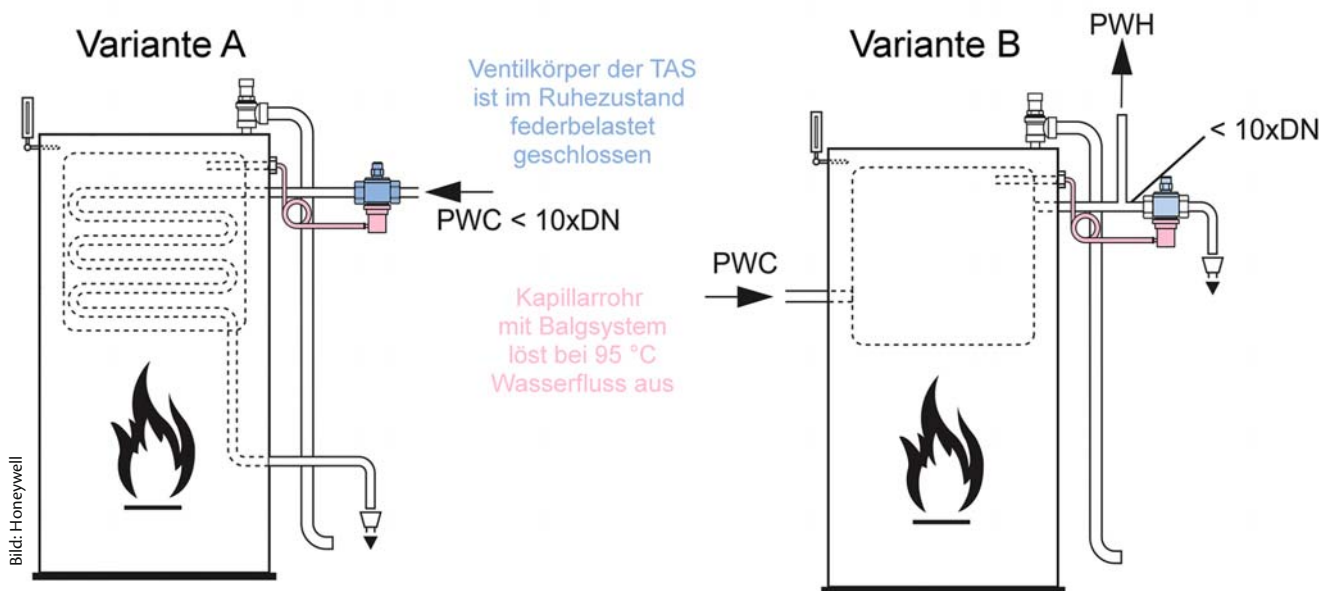 Variante A
Ventilkörper der TAS
ist im Ruhezustand
federbelastet
geschlossen
PWC < 10xDN
Kapillarrohr
mit Balgsystem
löst bei 95 °C
Wasserfluss aus
Bild: Honeywell
Variante B
PWH
< 10xDN
PWC